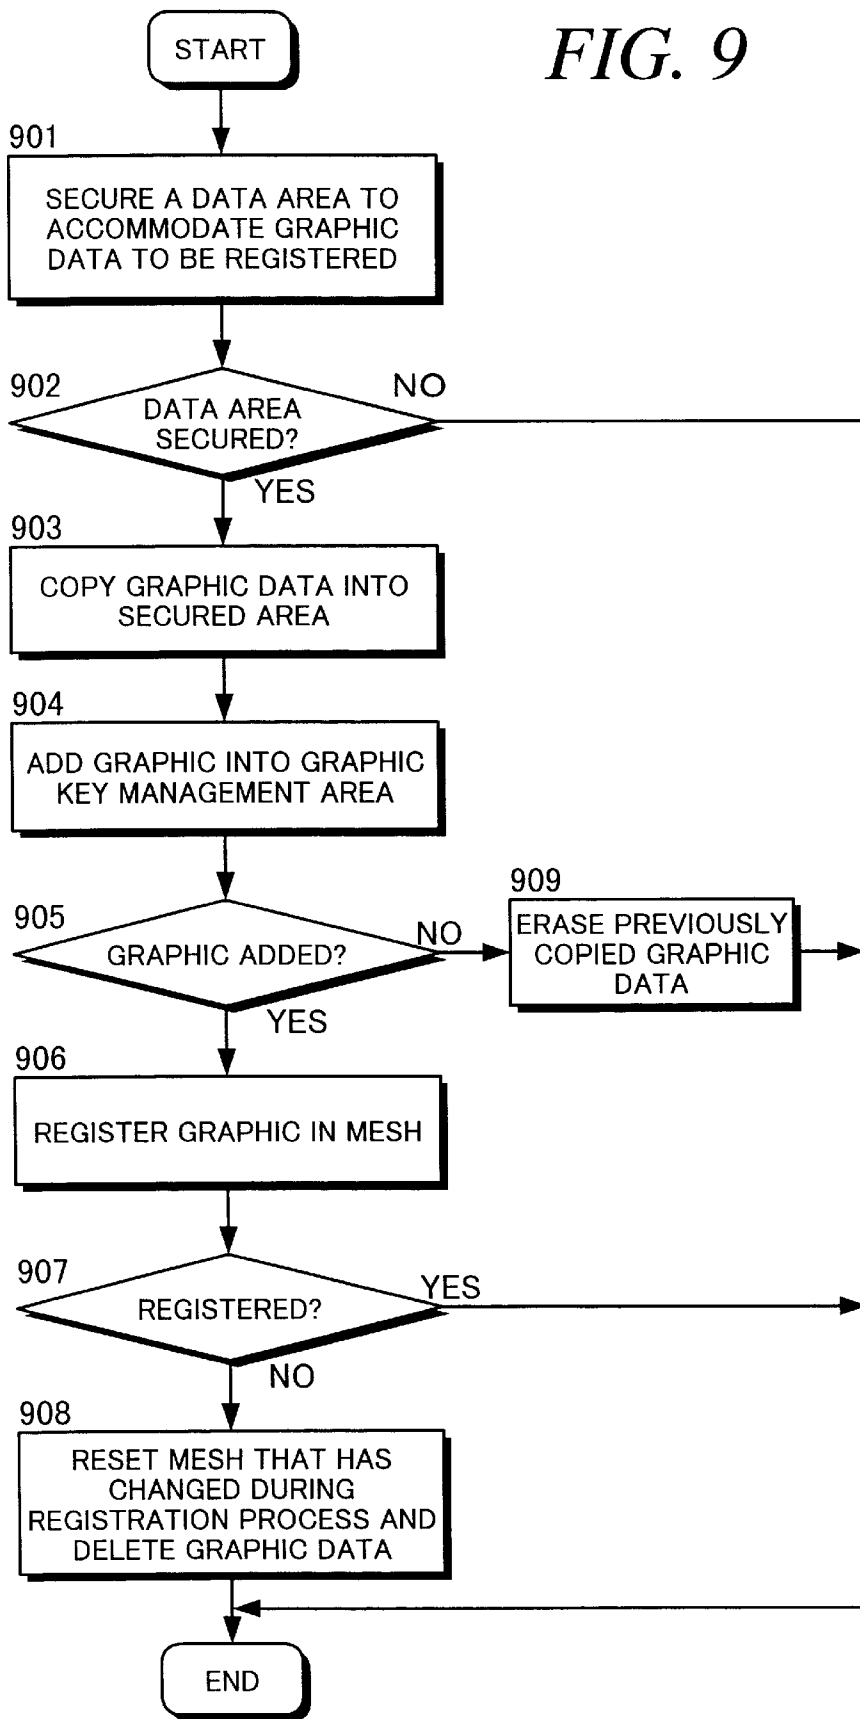 START
FIG. 9
901
SECURE A DATA AREA TO
ACCOMMODATE GRAPHIC
DATA TO BE REGISTERED
902
NO
DATA AREA
SECURED?
YES
903
COPY GRAPHIC DATA INTO
SECURED AREA
904
ADD GRAPHIC INTO GRAPHIC
KEY MANAGEMENT AREA
905
GRAPHIC ADDED?
NO
909
ERASE PREVIOUSLY
COPIED GRAPHIC
DATA
YES
906
REGISTER GRAPHIC IN MESH
907
REGISTERED?
YES
NO
908
RESET MESH THAT HAS
CHANGED DURING
REGISTRATION PROCESS AND
DELETE GRAPHIC DATA
END